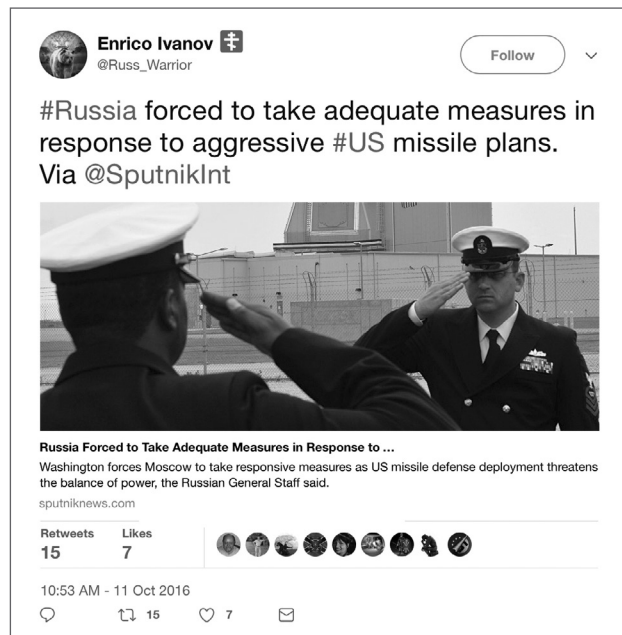 Enrico Ivanov
@Russ_Warrior
Follow
#Russia forced to take adequate measures in
response to aggressive #US missile plans.
Via @SputnikInt
Russia Forced to Take Adequate Measures in Response to ...
Washington forces Moscow to take responsive measures as US missile defense deployment threatens
the balance of power, the Russian General Staff said.
sputniknews.com
Retweets Likes
15 7
10:53 AM - 11 Oct 2016
15 7